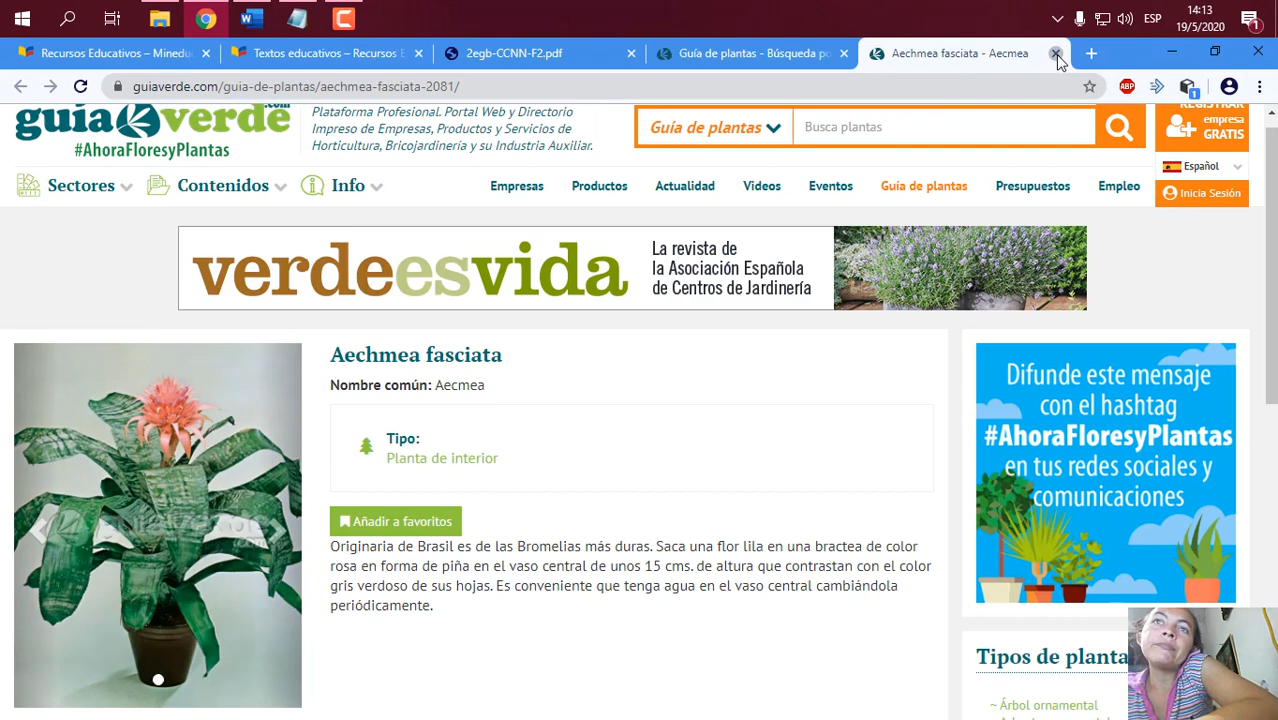 14:13
ESP
19/5/2020
1
Recursos Educativos – Minedu
Textos educativos – Recursos E
2egb-CCNN-F2.pdf
Guía de plantas - Búsqueda po
Aechmea fasciata - Aecmea
guiaverde.com/guia-de-plantas/aechmea-fasciata-2081/
ABP
1
guiaverde.com
#AhoraFloresyPlantas
Plataforma Profesional. Portal Web y Directorio
Impreso de Empresas, Productos y Servicios de
Horticultura, Bricojardinería y su Industria Auxiliar.
Guía de plantas
Busca plantas
REGISTRAR
empresa
GRATIS
Español
Inicia Sesión
Sectores
Contenidos
Info
Empresas
Productos
Actualidad
Videos
Eventos
Guía de plantas
Presupuestos
Empleo
verdeesvida
La revista de
la Asociación Española
de Centros de Jardinería
Aechmea fasciata
Nombre común: Aecmea
Tipo:
Planta de interior
Añadir a favoritos
Originaria de Brasil es de las Bromelias más duras. Saca una flor lila en una bractea de color
rosa en forma de piña en el vaso central de unos 15 cms. de altura que contrastan con el color
gris verdoso de sus hojas. Es conveniente que tenga agua en el vaso central cambiándola
periódicamente.
Difunde este mensaje
con el hashtag
#AhoraFloresyPlantas
en tus redes sociales y
comunicaciones
Tipos de planta
~ Árbol ornamental